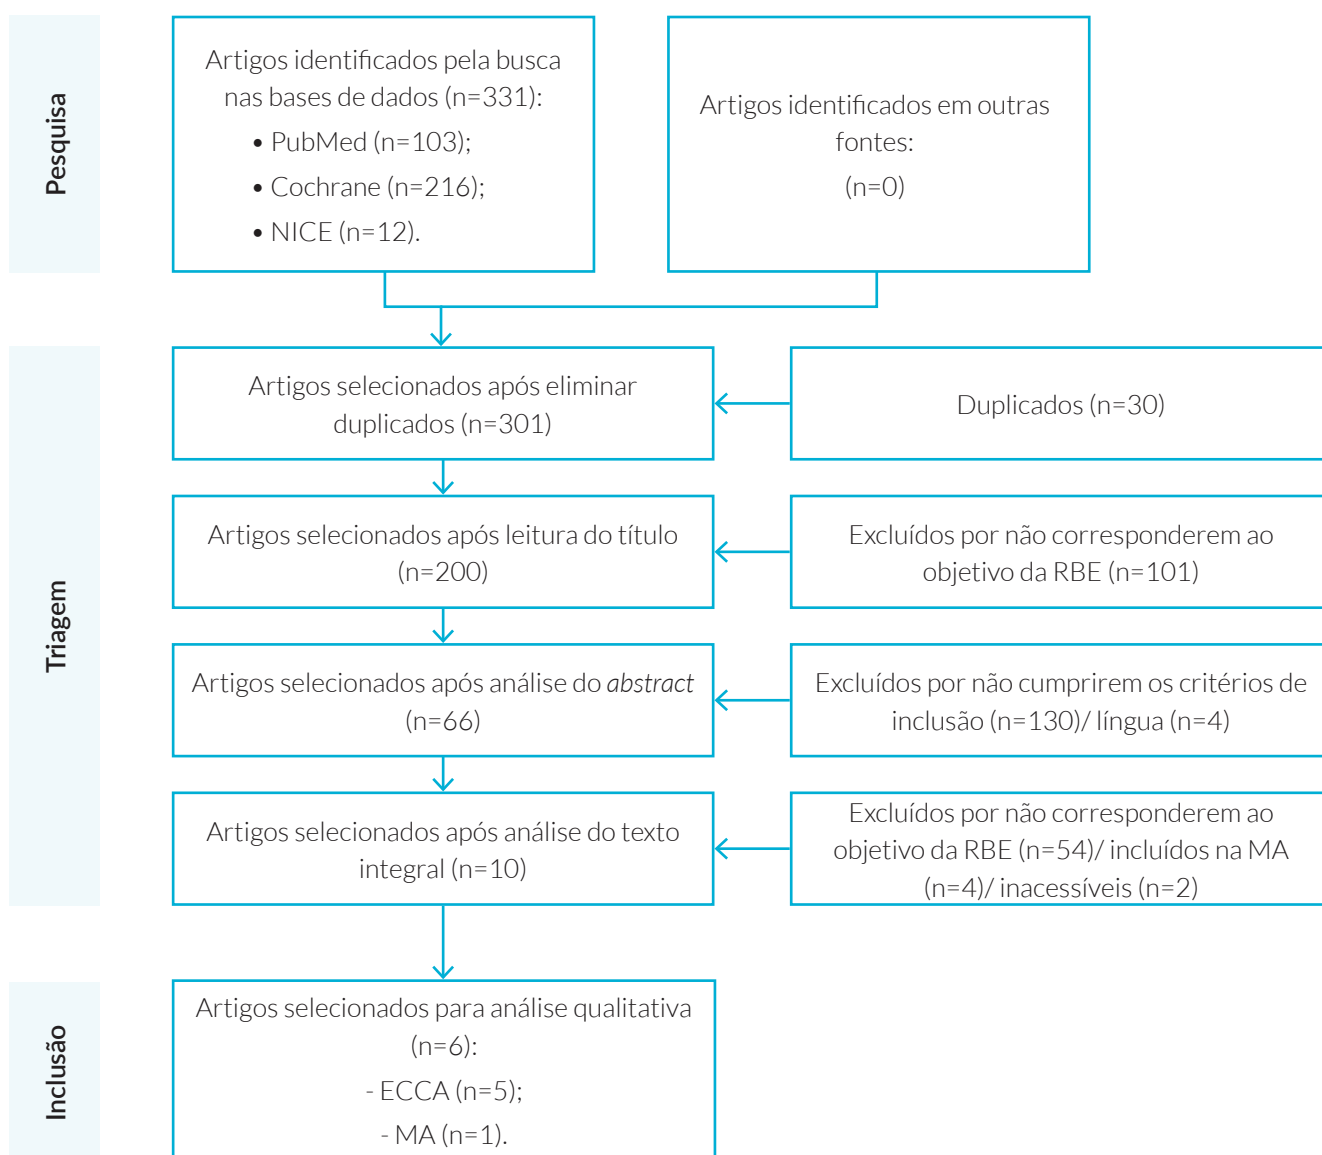 Pesquisa
Artigos identificados pela busca
nas bases de dados (n=331):
• PubMed (n=103);
• Cochrane (n=216);
• NICE (n=12).
Artigos identificados em outras
fontes:
(n=0)
Triagem
Artigos selecionados após eliminar
duplicados (n=301)
Duplicados (n=30)
Artigos selecionados após leitura do título
(n=200)
Excluídos por não corresponderem ao
objetivo da RBE (n=101)
Artigos selecionados após análise do abstract
(n=66)
Excluídos por não cumprirem os critérios de
inclusão (n=130)/ língua (n=4)
Artigos selecionados após análise do texto
integral (n=10)
Excluídos por não corresponderem ao
objetivo da RBE (n=54)/ incluídos na MA
(n=4)/ inacessíveis (n=2)
Inclusão
Artigos selecionados para análise qualitativa
(n=6):
- ECCA (n=5);
- MA (n=1).